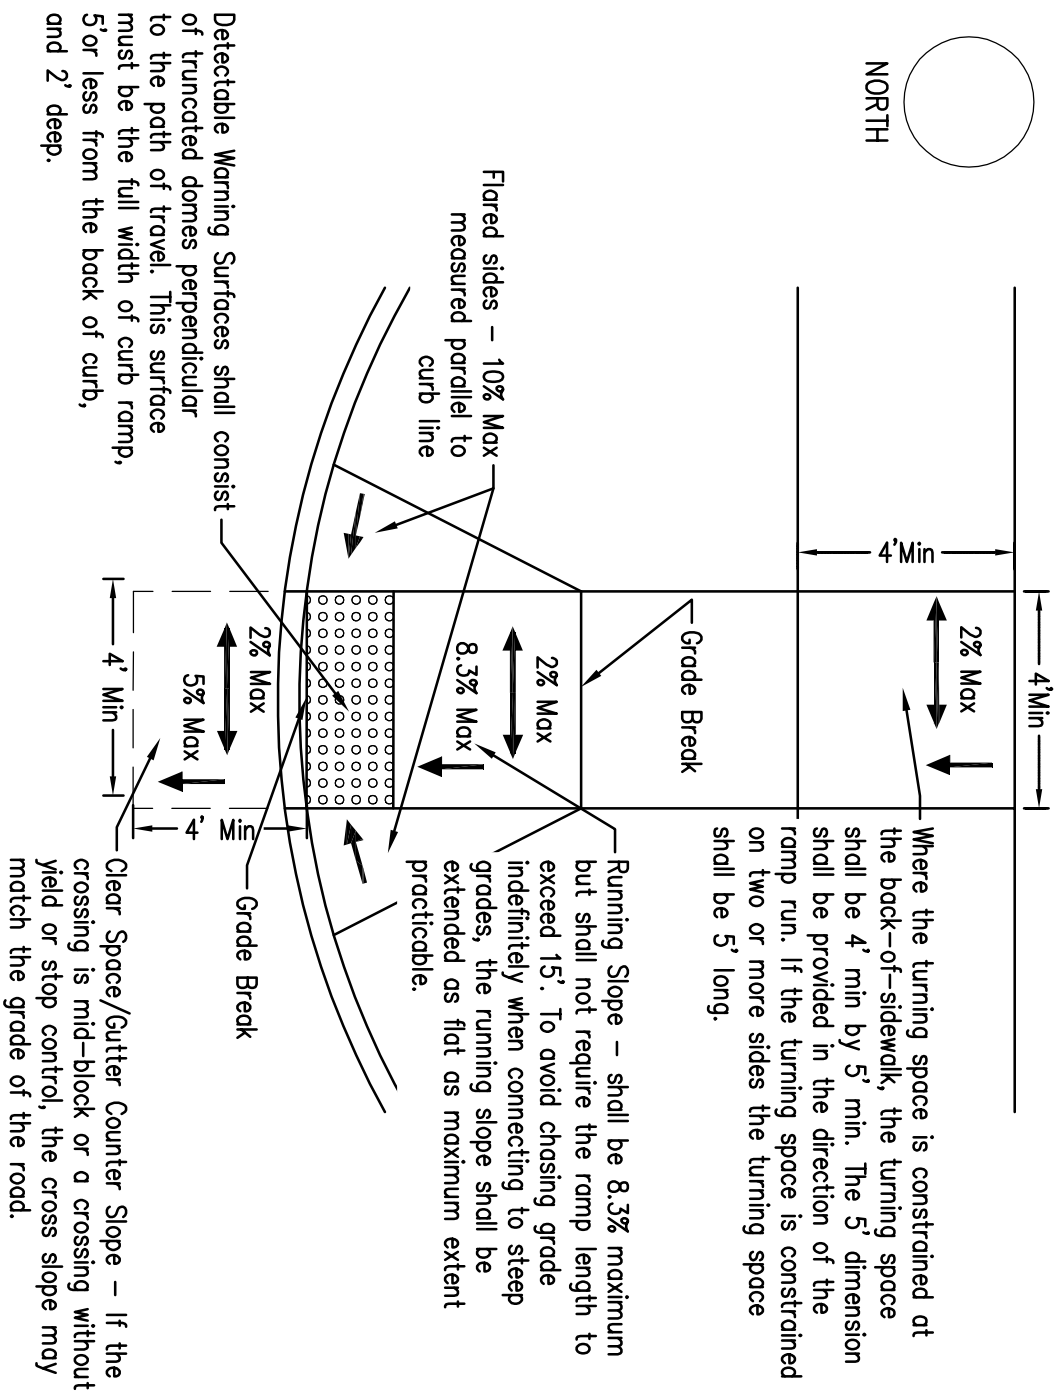 NORTH
4'Min
4'Min
2% Max
Where the turning space is constrained at
the back-of-sidewalk, the turning space
shall be 4' min by 5' min. The 5' dimension
shall be provided in the direction of the
ramp run. If the turning space is constrained
on two or more sides the turning space
shall be 5' long.
Grade Break
Flared sides - 10% Max
measured parallel to
curb line
2% Max
8.3% Max
Running Slope - shall be 8.3% maximum
but shall not require the ramp length to
exceed 15'. To avoid chasing grade
indefinitely when connecting to steep
grades, the running slope shall be
extended as flat as maximum extent
practicable.
Detectable Warning Surfaces shall consist
of truncated domes perpendicular
to the path of travel. This surface
must be the full width of curb ramp,
5'or less from the back of curb,
and 2' deep.
2% Max
5% Max
4' Min
4' Min
Grade Break
Clear Space/Gutter Counter Slope - If the
crossing is mid-block or a crossing without
yield or stop control, the cross slope may
match the grade of the road.